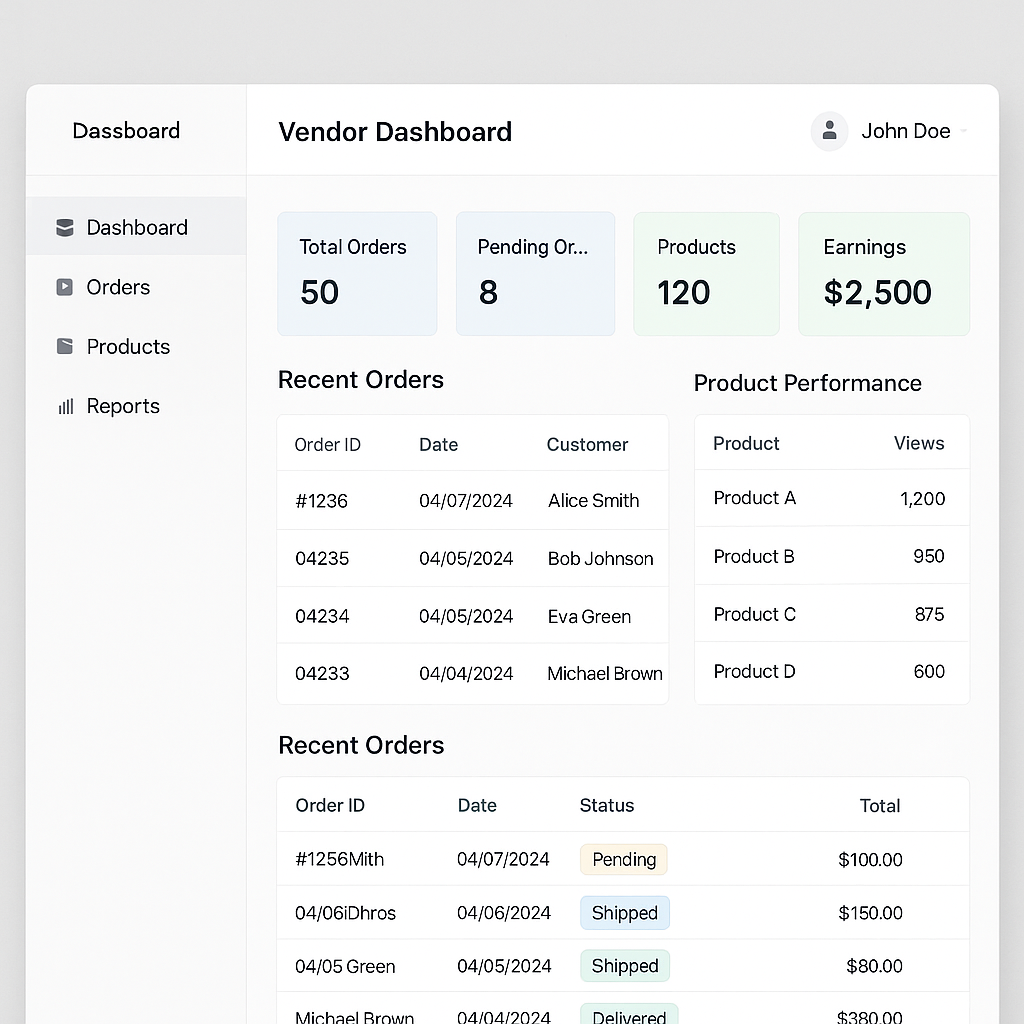 Dassboard
Vendor Dashboard
John Doe
Dashboard
Orders
Products
Reports
Total Orders
50
Pending Or...
8
Products
120
Earnings
$2,500
Recent Orders
Order ID Date Customer
#1236 04/07/2024 Alice Smith
04235 04/05/2024 Bob Johnson
04234 04/05/2024 Eva Green
04233 04/04/2024 Michael Brown
Product Performance
Product Views
Product A 1,200
Product B 950
Product C 875
Product D 600
Recent Orders
Order ID Date Status Total
#1256Mith 04/07/2024 Pending $100.00
04/06iDhros 04/06/2024 Shipped $150.00
04/05 Green 04/05/2024 Shipped $80.00
Michael Brown 04/04/2024 Delivered $380.00